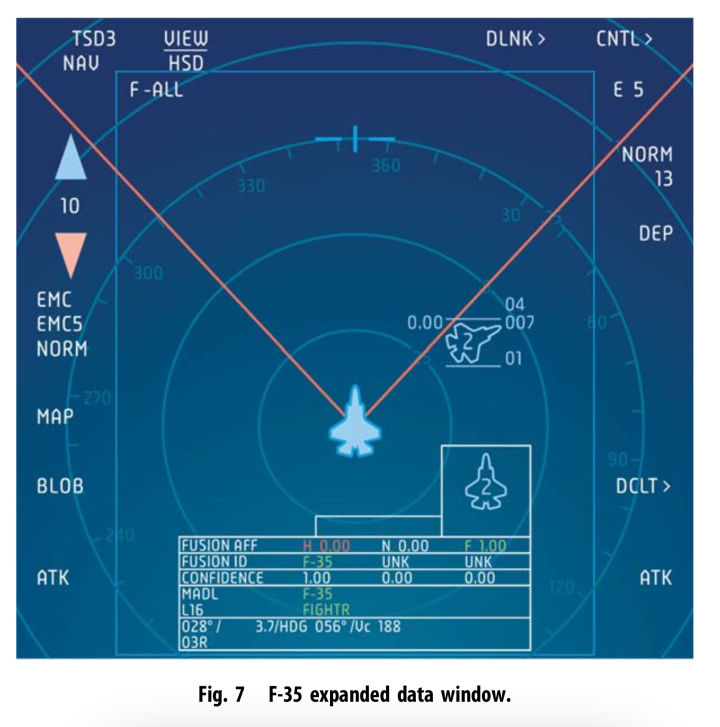 TSD3 VIEW DLNK > CNTL >
NAV HSD
F-ALL E 5
360
330
NORM
13
10
30
DEP
300
EMC
04
EMC5
0.00 007
60
NORM
2
01
270
MAP
90
BLOB
2
DCLT >
240
FUSION AFF H 0.00 N 0.00 F 1.00
FUSION ID F-35 UNK UNK
CONFIDENCE 1.00 0.00 0.00
ATK ATK
120
MADL F-35
L16 FIGHTR
028°/ 3.7/HDG 056°/Vc 188
03R
Fig. 7 F-35 expanded data window.